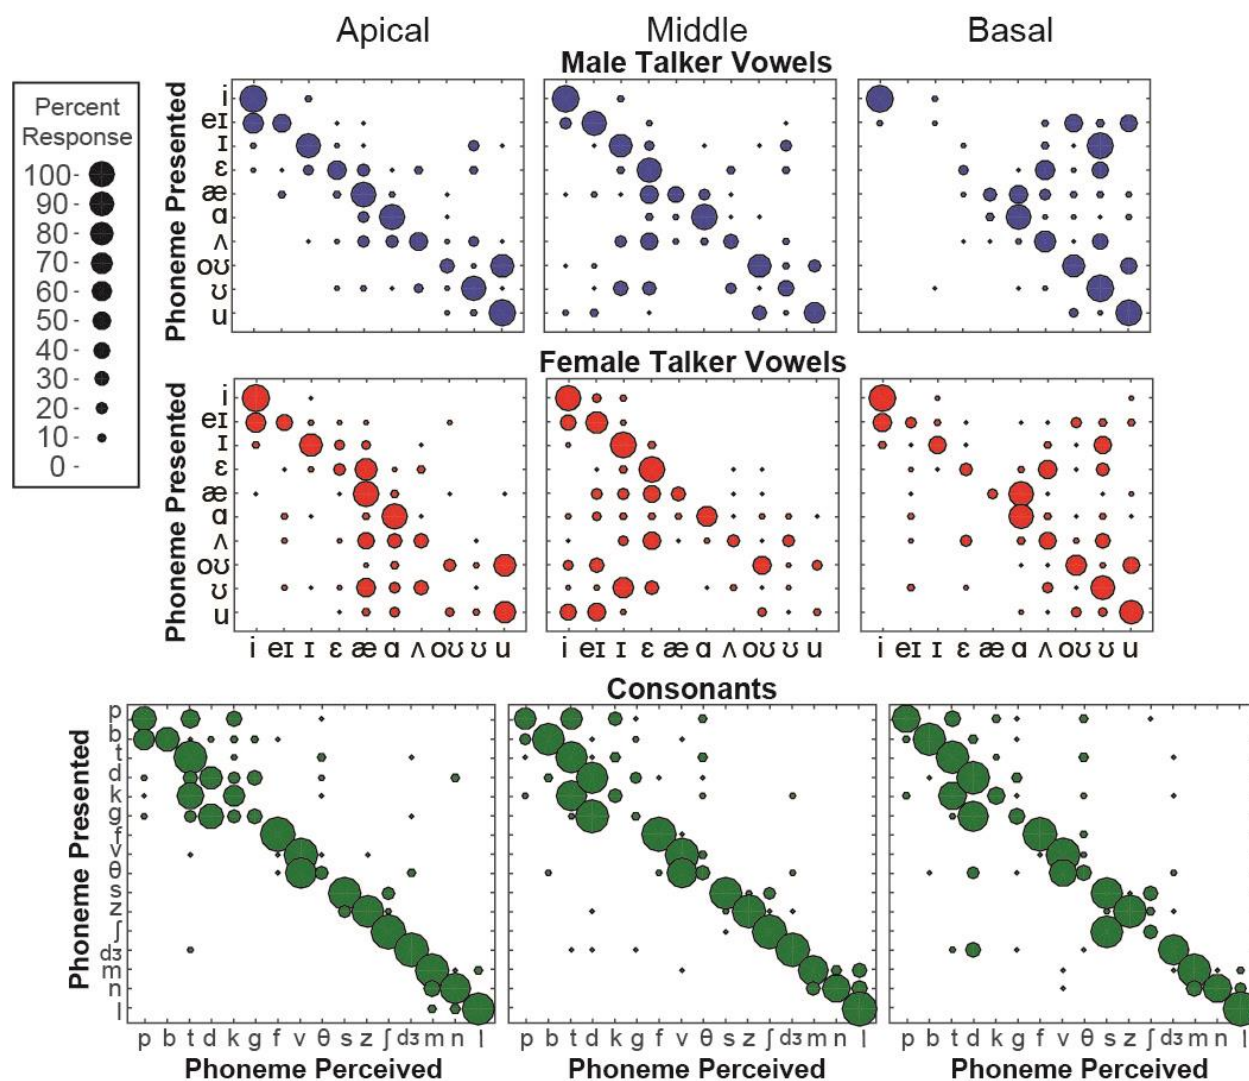 Apical Middle Basal
Male Talker Vowels
Percent
Response
100-
90-
80-
70-
60-
50-
40-
30-
20-
10-
0-
Phoneme Presented
i
eɪ
ɪ
ɛ
æ
ɑ
ʌ
oʊ
ʊ
u
Female Talker Vowels
Phoneme Presented
i
eɪ
ɪ
ɛ
æ
ɑ
ʌ
oʊ
ʊ
u
i eɪ ɪ ɛ æ ɑ ʌ oʊ ʊ u i eɪ ɪ ɛ æ ɑ ʌ oʊ ʊ u i eɪ ɪ ɛ æ ɑ ʌ oʊ ʊ u
Consonants
Phoneme Presented
p
b
t
d
k
g
f
v
θ
s
z
ʃ
dʒ
m
n
l
p b t d k g f v θ s z ʃ dʒ m n l p b t d k g f v θ s z ʃ dʒ m n l p b t d k g f v θ s z ʃ dʒ m n l
Phoneme Perceived Phoneme Perceived Phoneme Perceived